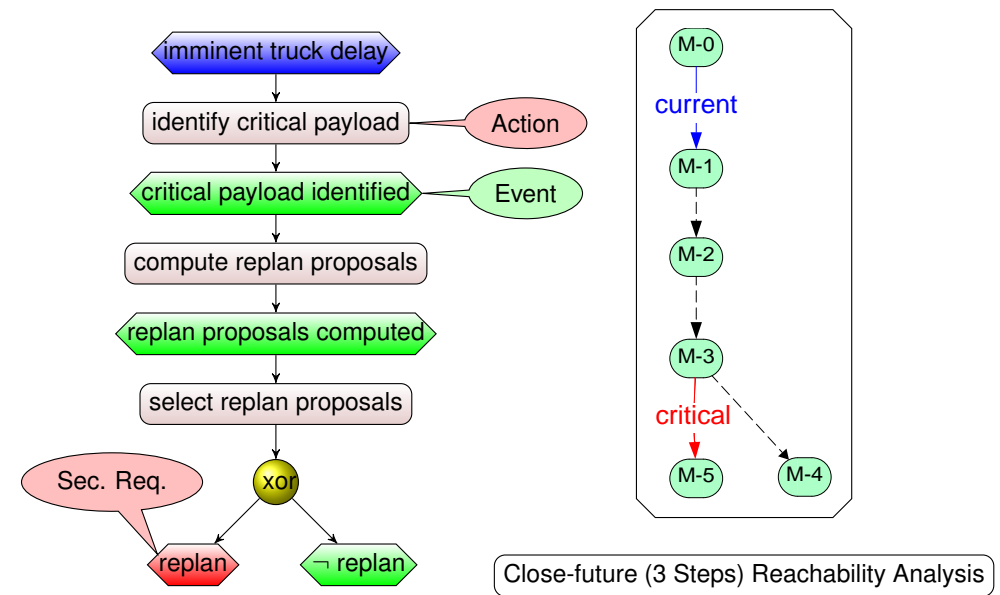 imminent truck delay
identify critical payload
Action
critical payload identified
Event
compute replan proposals
replan proposals computed
select replan proposals
xor
Sec. Req.
replan
¬ replan
M-0
current
M-1
M-2
M-3
critical
M-5
M-4
Close-future (3 Steps) Reachability Analysis